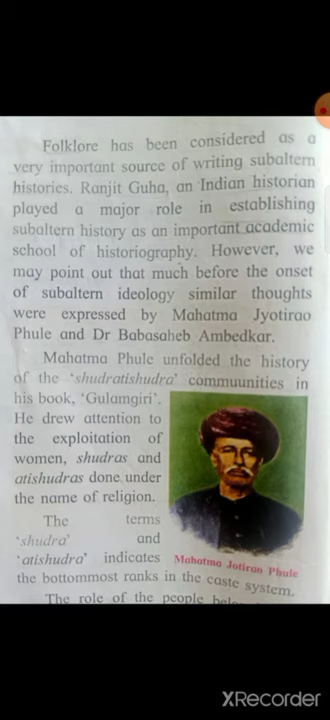 Folklore has been considered as a
very important source of writing subaltern
histories. Ranjit Guha, an Indian historian
played a major role in establishing
subaltern history as an important academic
school of historiography. However, we
may point out that much before the onset
of subaltern ideology similar thoughts
were expressed by Mahatma Jyotirao
Phule and Dr Babasaheb Ambedkar.
Mahatma Phule unfolded the history
of the ‘shudratishudra’ commuunities in
his book, ‘Gulamgiri’.
He drew attention to
the exploitation of
women, shudras and
atishudras done under
the name of religion.
The terms
‘shudra’ and
‘atishudra’ indicates
Mahatma Jotirao Phule
the bottommost ranks in the caste system.
The role of the people
XRecorder